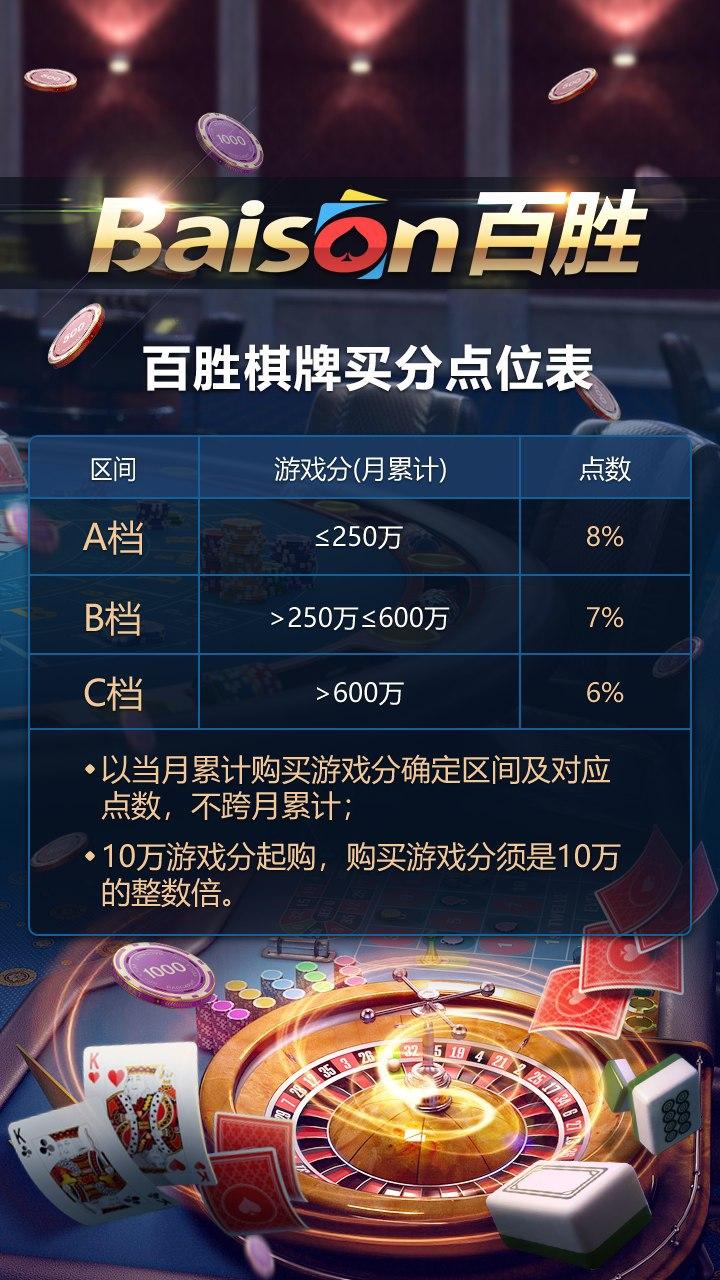 500
500
1000
Baison百胜
500
百胜棋牌买分点位表
区间 游戏分(月累计) 点数
A档 ≤250万 8%
B档 >250万≤600万 7%
C档 >600万 6%
•以当月累计购买游戏分确定区间及对应
点数，不跨月累计；
•10万游戏分起购，购买游戏分须是10万
的整数倍。
1000
K
K